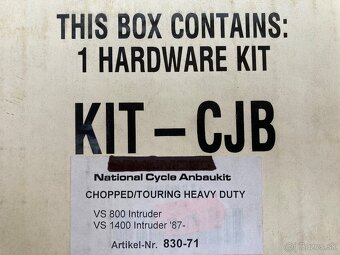 THIS BOX CONTAINS:
1 HARDWARE KIT
KIT – CJB
National Cycle Anbaukit
CHOPPED/TOURING HEAVY DUTY
VS 800 Intruder
VS 1400 Intruder '87-
Artikel-Nr. 830-71